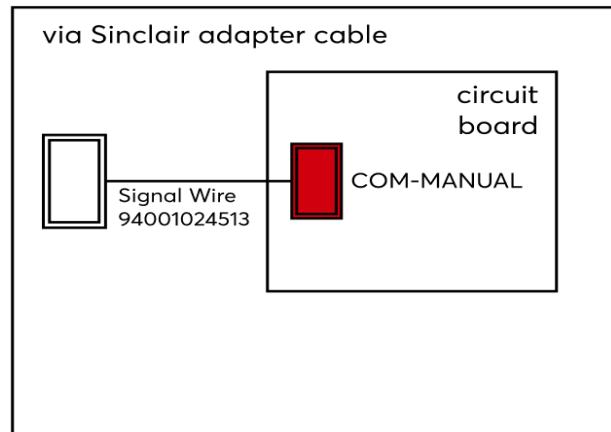 via Sinclair adapter cable
circuit
board
COM-MANUAL
Signal Wire
94001024513